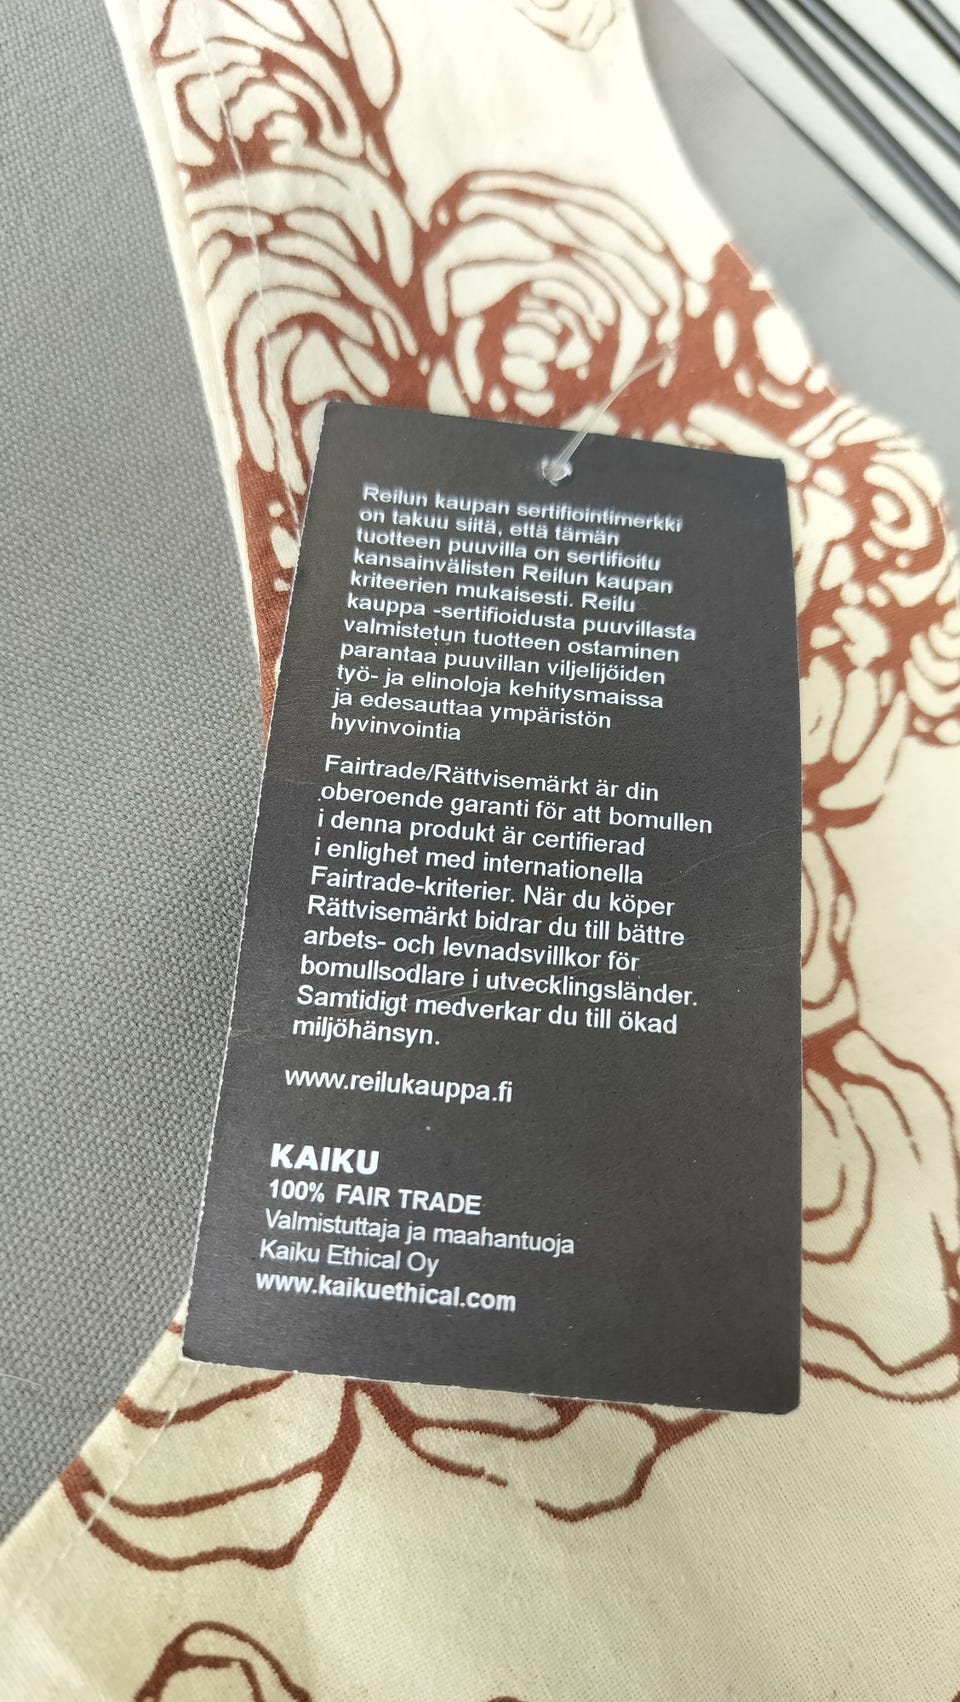 Reilun kaupan sertifiointimerkki
on takuu siitä, että tämän
tuotteen puuvilla on sertifioitu
kansainvälisten Reilun kaupan
kriteerien mukaisesti. Reilu
kauppa -sertifioidusta puuvillasta
valmistetun tuotteen ostaminen
parantaa puuvillan viljelijöiden
työ- ja elinoloja kehitysmaissa
ja edesauttaa ympäristön
hyvinvointia
Fairtrade/Rättvisemärkt är din
oberoende garanti för att bomullen
i denna produkt är certifierad
i enlighet med internationella
Fairtrade-kriterier. När du köper
Rättvisemärkt bidrar du till bättre
arbets- och levnadsvillkor för
bomullsodlare i utvecklingsländer.
Samtidigt medverkar du till ökad
miljöhänsyn.
www.reilukauppa.fi
KAIKU
100% FAIR TRADE
Valmistuttaja ja maahantuoja
Kaiku Ethical Oy
www.kaikuethical.com